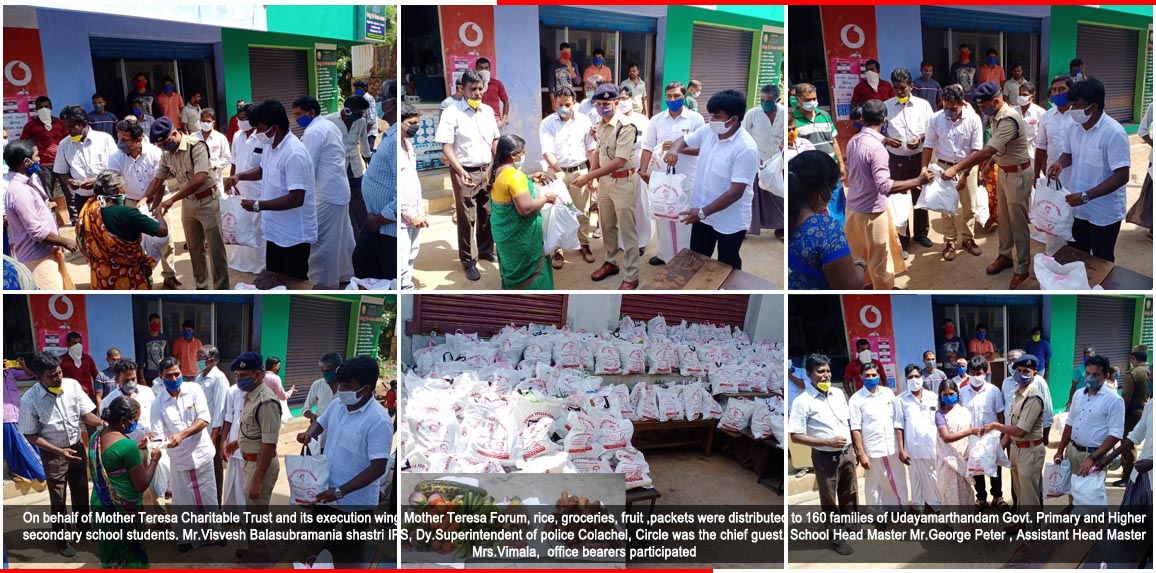 On behalf of Mother Teresa Charitable Trust and its execution wing Mother Teresa Forum, rice, groceries, fruit ,packets were distributed to 160 families of Udayamarthandam Govt. Primary and Higher
secondary school students. Mr.Visvesh Balasubramania shastri IPS, Dy.Superintendent of police Colachel, Circle was the chief guest. School Head Master Mr.George Peter , Assistant Head Master
Mrs.Vimala, office bearers participated